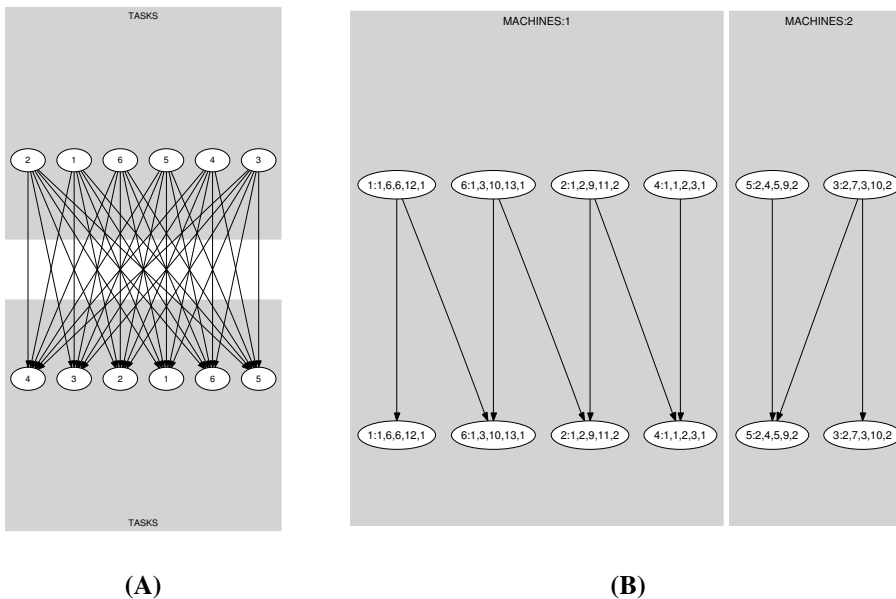 TASKS
2 1 6 5 4 3
4 3 2 1 6 5
TASKS
(A)
MACHINES:1
MACHINES:2
1:1,6,6,12,1 6:1,3,10,13,1 2:1,2,9,11,2 4:1,1,2,3,1 5:2,4,5,9,2 3:2,7,3,10,2
1:1,6,6,12,1 6:1,3,10,13,1 2:1,2,9,11,2 4:1,1,2,3,1 5:2,4,5,9,2 3:2,7,3,10,2
(B)